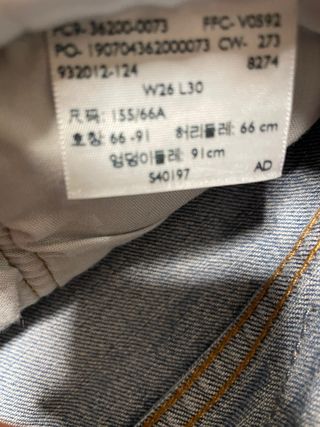 PCR-36200-0073 FPC-V0592
PO-190704362000073 CW-273
932012-124 8274
W26 L30
尺码: 155/66A
호칭: 66-91 허리둘레: 66 cm
엉덩이둘레: 91cm
S40197 AD